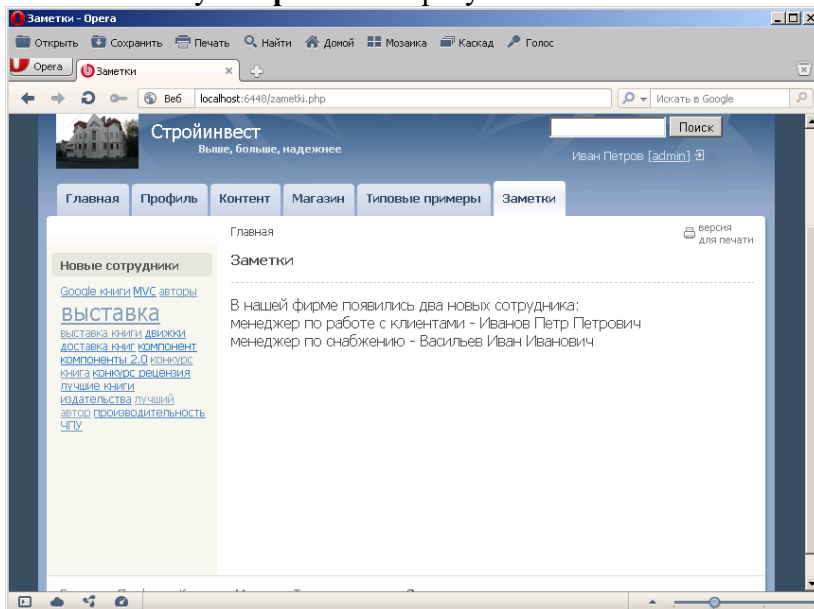 Заметки - Opera
Открыть Сохранить Печать Найти Домой Мозаика Каскад Голос
Opera Заметки
Веб localhost:6448/zametki.php Искать в Google
Стройинвест
Выше, больше, надежнее
Поиск
Иван Петров [admin]
Главная Профиль Контент Магазин Типовые примеры Заметки
Главная
версия
для печати
Новые сотрудники
Google книги MVC авторы
выставка
выставка книги движки
доставка книг компонент
компоненты 2.0 конкурс
книга конкурс рецензия
лучшие книги
издательства лучший
автор производительность
ЧПУ
Заметки
В нашей фирме появились два новых сотрудника:
менеджер по работе с клиентами - Иванов Петр Петрович
менеджер по снабжению - Васильев Иван Иванович